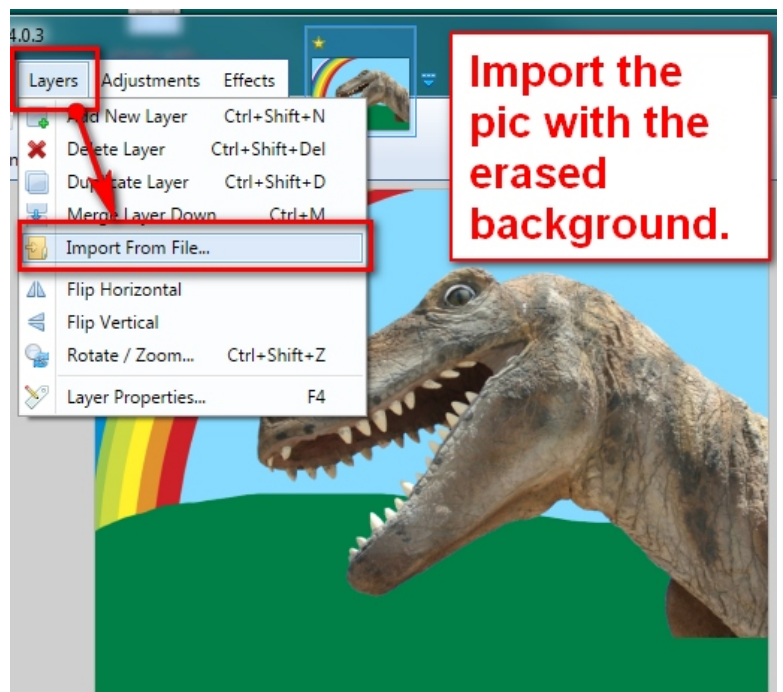 4.0.3
Layers Adjustments Effects
Add New Layer Ctrl+Shift+N
Delete Layer Ctrl+Shift+Del
Duplicate Layer Ctrl+Shift+D
Merge Layer Down Ctrl+M
Import From File...
Flip Horizontal
Flip Vertical
Rotate / Zoom... Ctrl+Shift+Z
Layer Properties... F4
Import the
pic with the
erased
background.